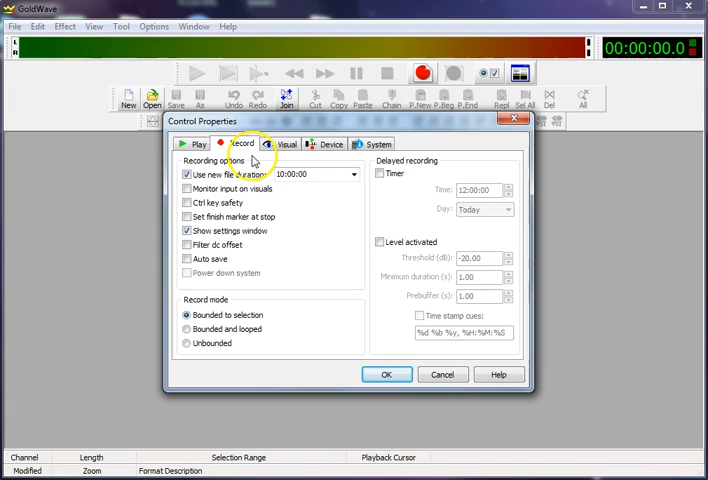 GoldWave
File Edit Effect View Tool Options Window Help
L
R
00:00:00.0
New Open Save As Undo Redo Join Cut Copy Paste Chain P.New P.Beg P.End Repl Sel All Del All
Control Properties
Play Record Visual Device System
Recording options
Use new file duration: 10:00:00
Monitor input on visuals
Ctrl key safety
Set finish marker at stop
Show settings window
Filter dc offset
Auto save
Power down system
Record mode
Bounded to selection
Bounded and looped
Unbounded
Delayed recording
Timer
Time: 12:00:00
Day: Today
Level activated
Threshold (dB): -20.00
Minimum duration (s): 1.00
Prebuffer (s): 1.00
Time stamp cues:
%d %b %y, %H:%M:%S
OK Cancel Help
Channel Length Selection Range Playback Cursor
Modified Zoom Format Description